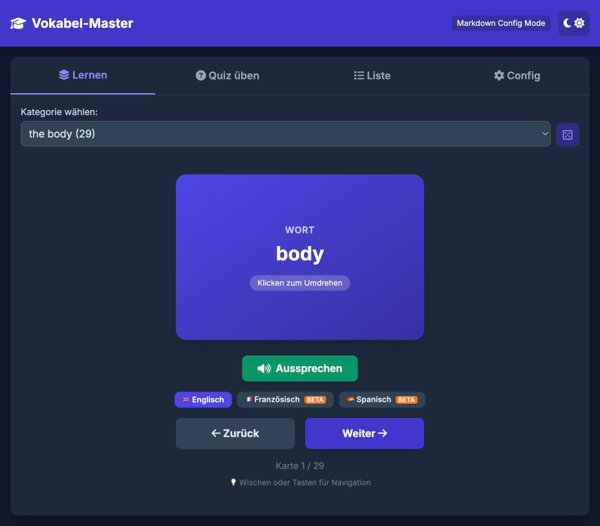 Vokabel-Master
Markdown Config Mode
Lernen
Quiz üben
Liste
Config
Kategorie wählen:
the body (29)
WORT
body
Klicken zum Umdrehen
Aussprechen
Englisch
Französisch BETA
Spanisch BETA
← Zurück
Weiter →
Karte 1 / 29
Wischen oder Tasten für Navigation